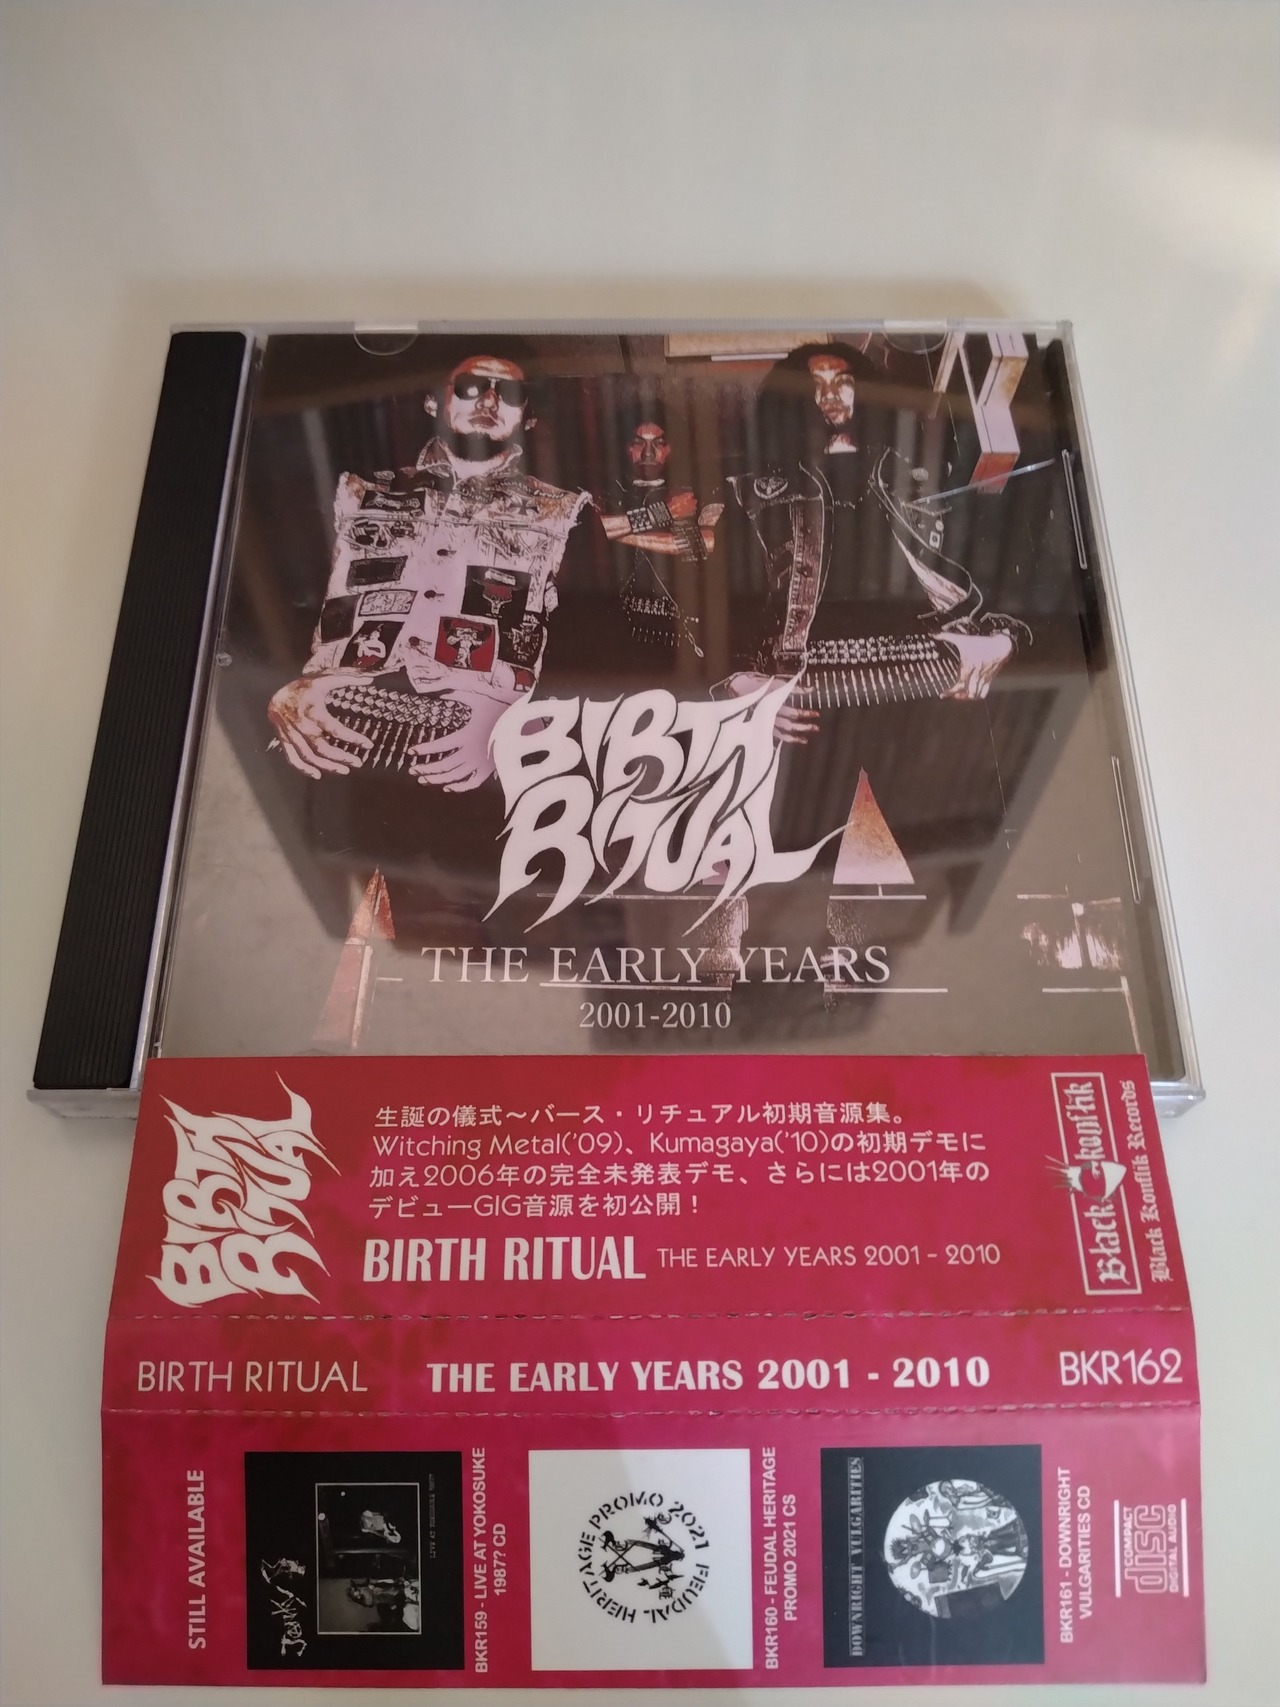 BIRTH
RITUAL
THE EARLY YEARS
2001-2010
BIRTH
RITUAL
生誕の儀式～バース・リチュアル初期音源集。
Witching Metal('09)、Kumagaya('10)の初期デモに
加え2006年の完全未発表デモ、さらには2001年の
デビューGIG音源を初公開！
BIRTH RITUAL THE EARLY YEARS 2001 - 2010
Black Konflik
Black Konflik Records
BIRTH RITUAL THE EARLY YEARS 2001 - 2010 BKR162
STILL AVAILABLE
BKR159 - LIVE AT YOKOSUKE
1987? CD
HERITAGE PROMO 2021 FEUDAL
BKR160 - FEUDAL HERITAGE
PROMO 2021 CS
DOWNRIGHT VULGARITIES
BKR161 - DOWNRIGHT
VULGARITIES CD
COMPACT
disc
DIGITAL AUDIO